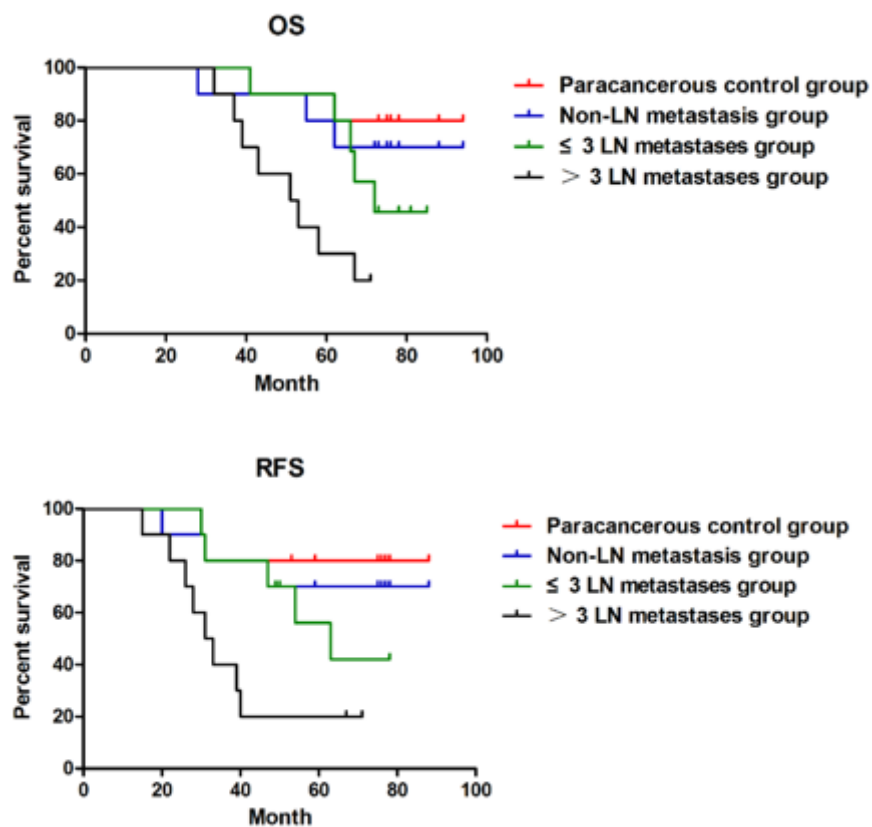 OS
Percent survival
100
80
60
40
20
0
0 20 40 60 80 100
Month
Paracancerous control group
Non-LN metastasis group
≤ 3 LN metastases group
＞ 3 LN metastases group
RFS
Percent survival
100
80
60
40
20
0
0 20 40 60 80 100
Month
Paracancerous control group
Non-LN metastasis group
≤ 3 LN metastases group
＞ 3 LN metastases group